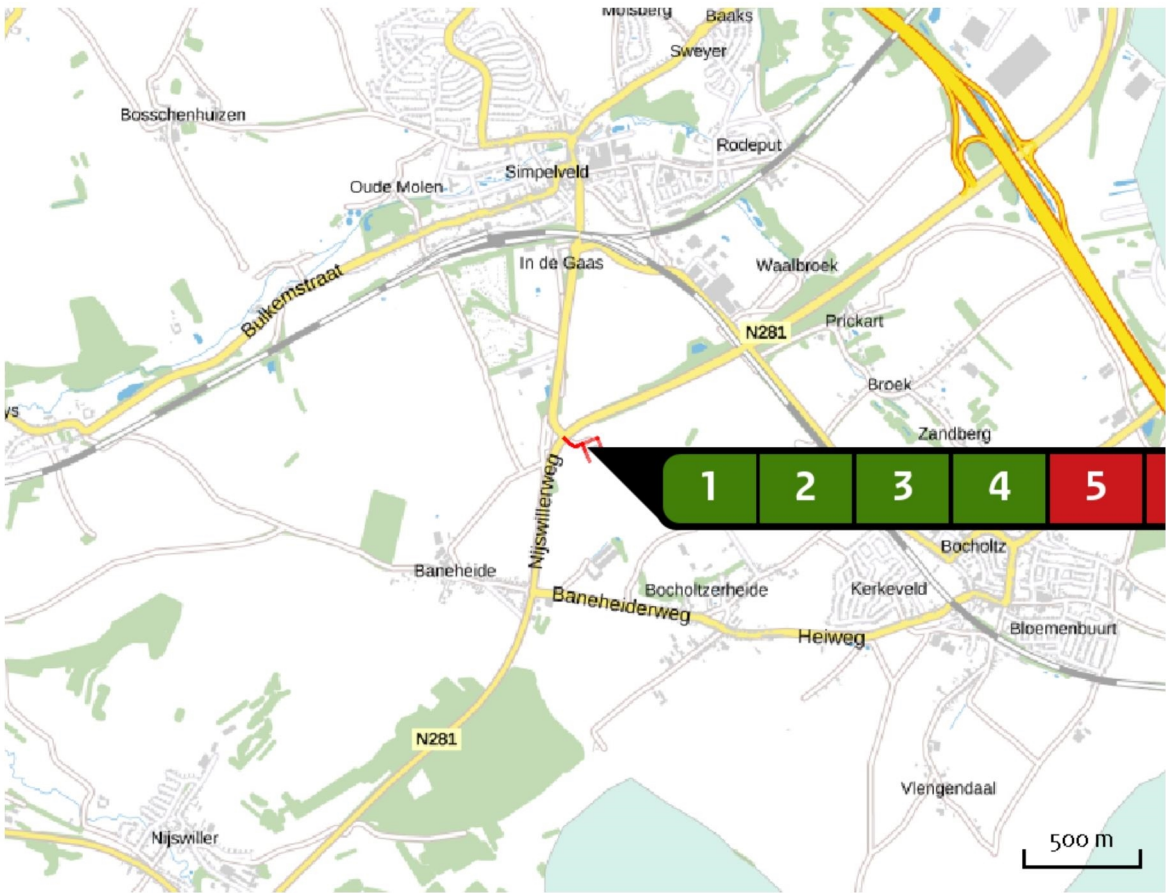 Molsberg
Baaks
Sweyer
Bosschenhuizen
Rodeput
Simpelveld
Oude Molen
In de Gaas
Waalbroek
Bulkemstraat
Prickart
N281
Broek
ys
Zandberg
1 2 3 4 5
Nijswillerweg
Bocholtz
Baneheide
Bocholtzerheide
Kerkeveld
Baneheiderweg
Bloemenbuurt
Heiweg
N281
Vlengendaal
Nijswiller
500 m